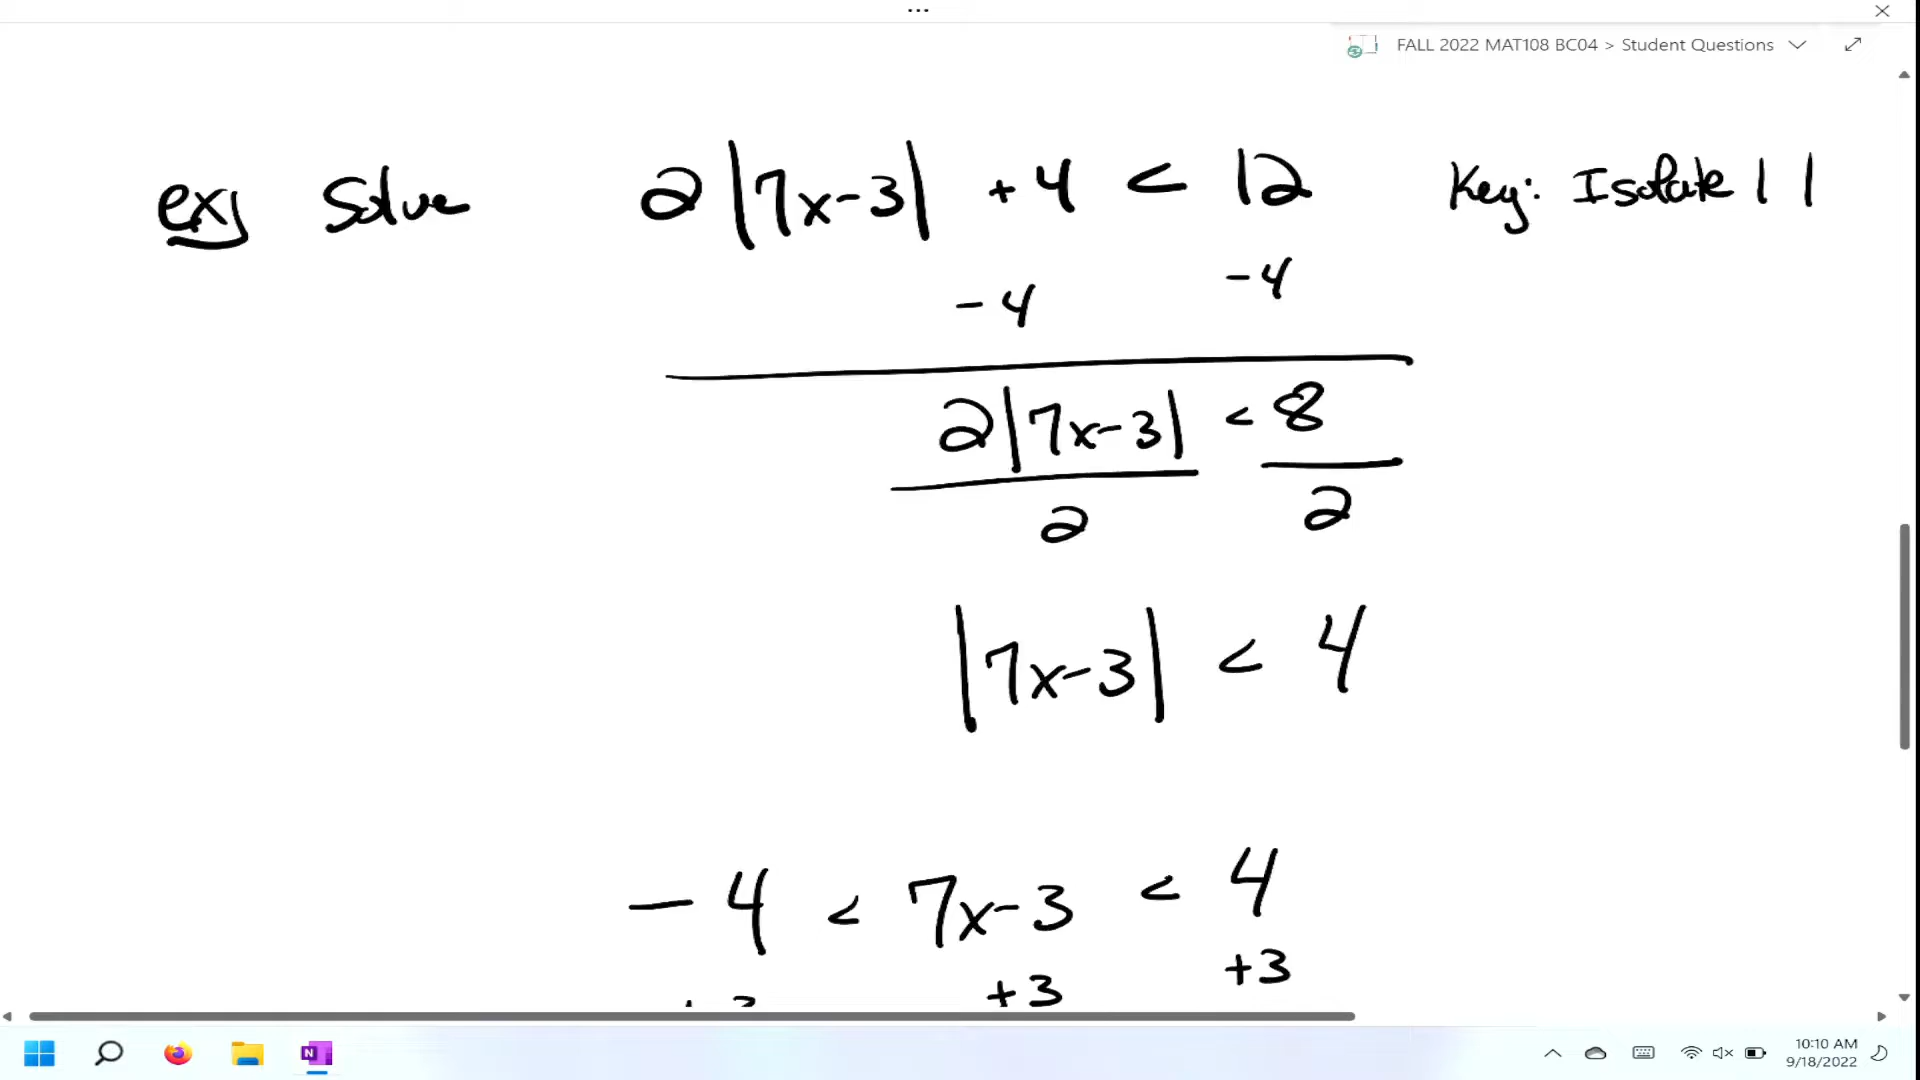 ...
FALL 2022 MAT108 BC04 > Student Questions
ex) Solve 2|7x-3| +4 < 12 Key: Isolate | |
-4 -4
2|7x-3| < 8
2 2
|7x-3| < 4
-4 < 7x-3 < 4
+3 +3 +3
10:10 AM
9/18/2022